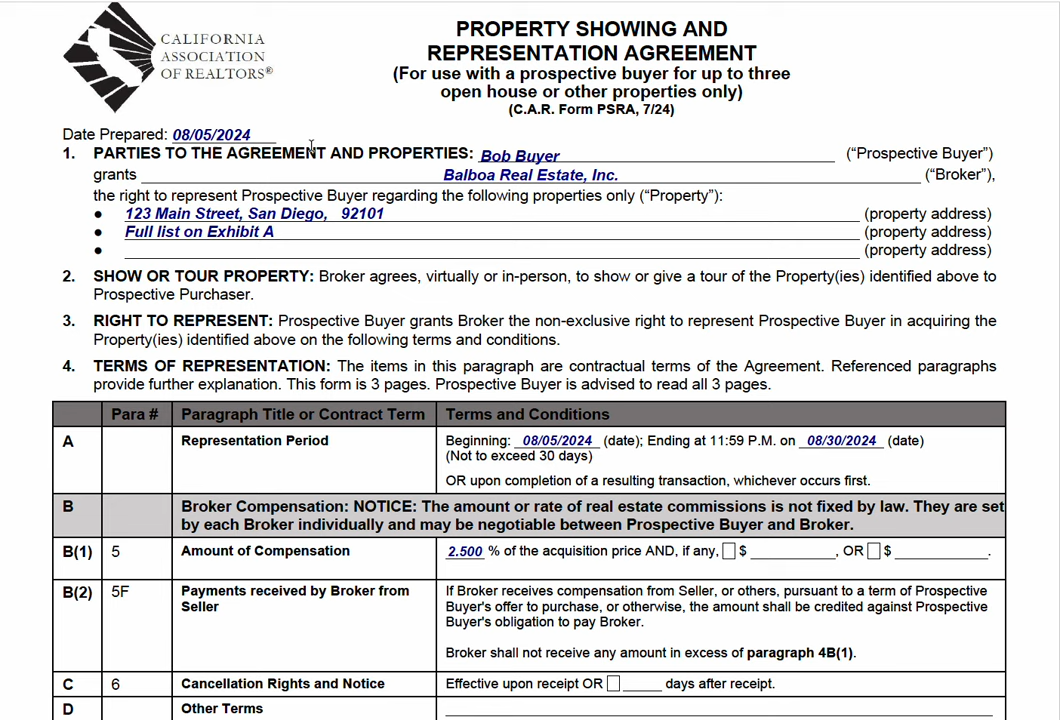 CALIFORNIA
ASSOCIATION
OF REALTORS®
PROPERTY SHOWING AND
REPRESENTATION AGREEMENT
(For use with a prospective buyer for up to three
open house or other properties only)
(C.A.R. Form PSRA, 7/24)
Date Prepared: 08/05/2024
1. PARTIES TO THE AGREEMENT AND PROPERTIES: Bob Buyer (“Prospective Buyer”)
grants Balboa Real Estate, Inc. (“Broker”),
the right to represent Prospective Buyer regarding the following properties only (“Property”):
● 123 Main Street, San Diego, 92101 (property address)
● Full list on Exhibit A (property address)
● (property address)
2. SHOW OR TOUR PROPERTY: Broker agrees, virtually or in-person, to show or give a tour of the Property(ies) identified above to
Prospective Purchaser.
3. RIGHT TO REPRESENT: Prospective Buyer grants Broker the non-exclusive right to represent Prospective Buyer in acquiring the
Property(ies) identified above on the following terms and conditions.
4. TERMS OF REPRESENTATION: The items in this paragraph are contractual terms of the Agreement. Referenced paragraphs
provide further explanation. This form is 3 pages. Prospective Buyer is advised to read all 3 pages.
Para # Paragraph Title or Contract Term Terms and Conditions
A Representation Period Beginning: 08/05/2024 (date); Ending at 11:59 P.M. on 08/30/2024 (date)
(Not to exceed 30 days)
OR upon completion of a resulting transaction, whichever occurs first.
B Broker Compensation: NOTICE: The amount or rate of real estate commissions is not fixed by law. They are set
by each Broker individually and may be negotiable between Prospective Buyer and Broker.
B(1) 5 Amount of Compensation 2.500 % of the acquisition price AND, if any, ☐ $ ________, OR ☐ $ ________.
B(2) 5F Payments received by Broker from
Seller
If Broker receives compensation from Seller, or others, pursuant to a term of Prospective
Buyer's offer to purchase, or otherwise, the amount shall be credited against Prospective
Buyer's obligation to pay Broker.
Broker shall not receive any amount in excess of paragraph 4B(1).
C 6 Cancellation Rights and Notice Effective upon receipt OR ☐ _____ days after receipt.
D Other Terms